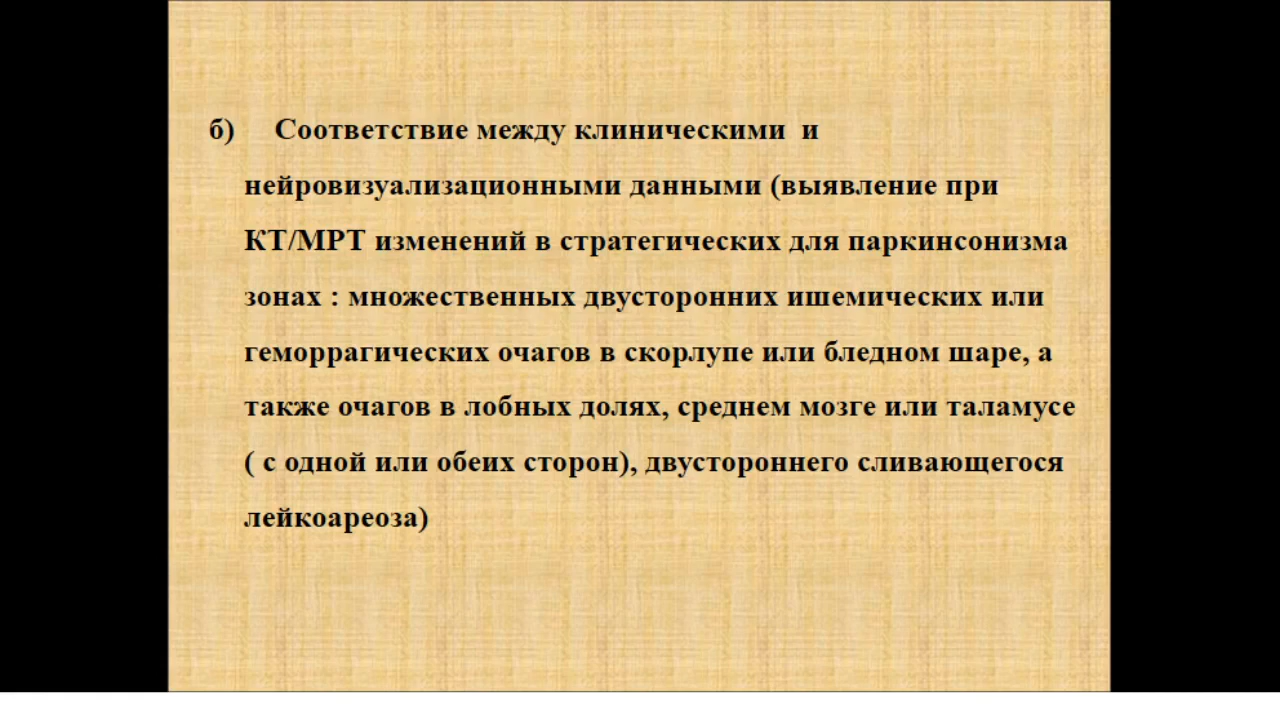 б) Соответствие между клиническими и
нейровизуализационными данными (выявление при
КТ/МРТ изменений в стратегических для паркинсонизма
зонах : множественных двусторонних ишемических или
геморрагических очагов в скорлупе или бледном шаре, а
также очагов в лобных долях, среднем мозге или таламусе
( с одной или обеих сторон), двустороннего сливающегося
лейкоареоза)